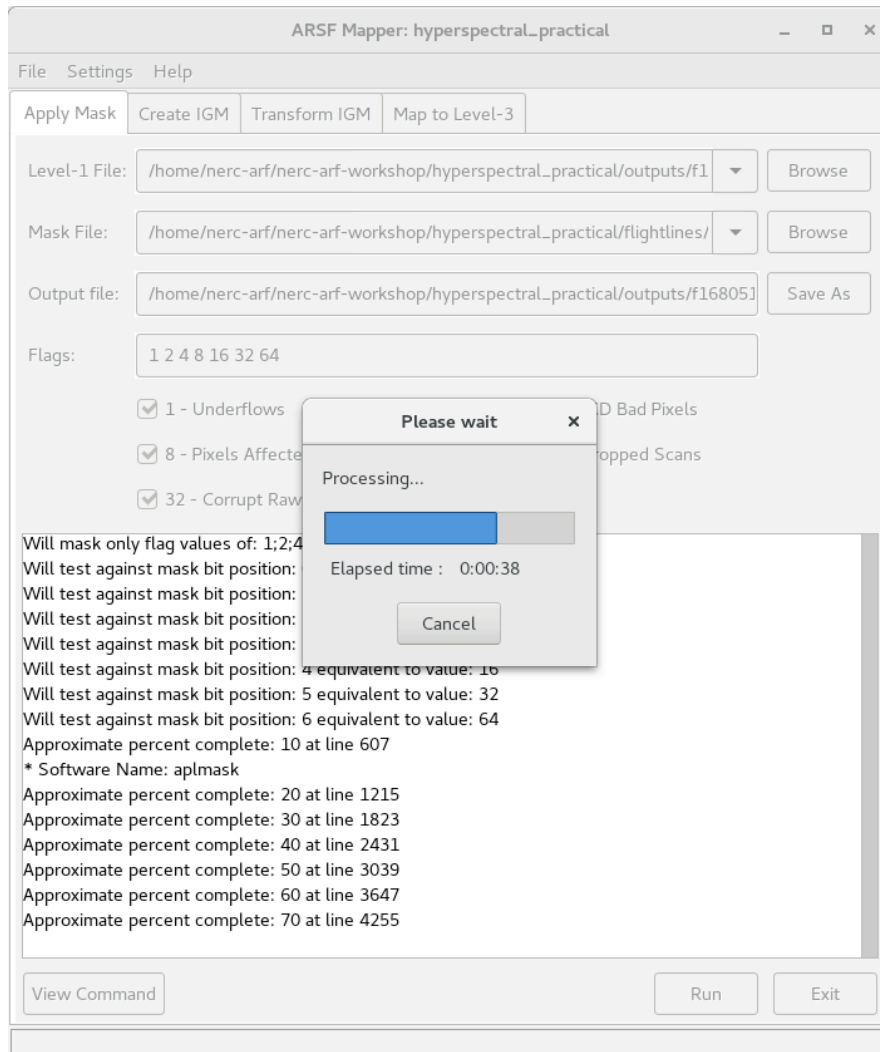 ARSF Mapper: hyperspectral_practical
File Settings Help
Apply Mask Create IGM Transform IGM Map to Level-3
Level-1 File: /home/nerc-arf/nerc-arf-workshop/hyperspectral_practical/outputs/f1 Browse
Mask File: /home/nerc-arf/nerc-arf-workshop/hyperspectral_practical/flightlines/ Browse
Output file: /home/nerc-arf/nerc-arf-workshop/hyperspectral_practical/outputs/f168051 Save As
Flags: 1 2 4 8 16 32 64
1 - Underflows D Bad Pixels
8 - Pixels Affecte opped Scans
32 - Corrupt Raw
Please wait
Processing...
Elapsed time : 0:00:38
Cancel
Will mask only flag values of: 1;2;4
Will test against mask bit position:
Will test against mask bit position:
Will test against mask bit position:
Will test against mask bit position:
Will test against mask bit position: 4 equivalent to value: 16
Will test against mask bit position: 5 equivalent to value: 32
Will test against mask bit position: 6 equivalent to value: 64
Approximate percent complete: 10 at line 607
* Software Name: aplmask
Approximate percent complete: 20 at line 1215
Approximate percent complete: 30 at line 1823
Approximate percent complete: 40 at line 2431
Approximate percent complete: 50 at line 3039
Approximate percent complete: 60 at line 3647
Approximate percent complete: 70 at line 4255
View Command Run Exit